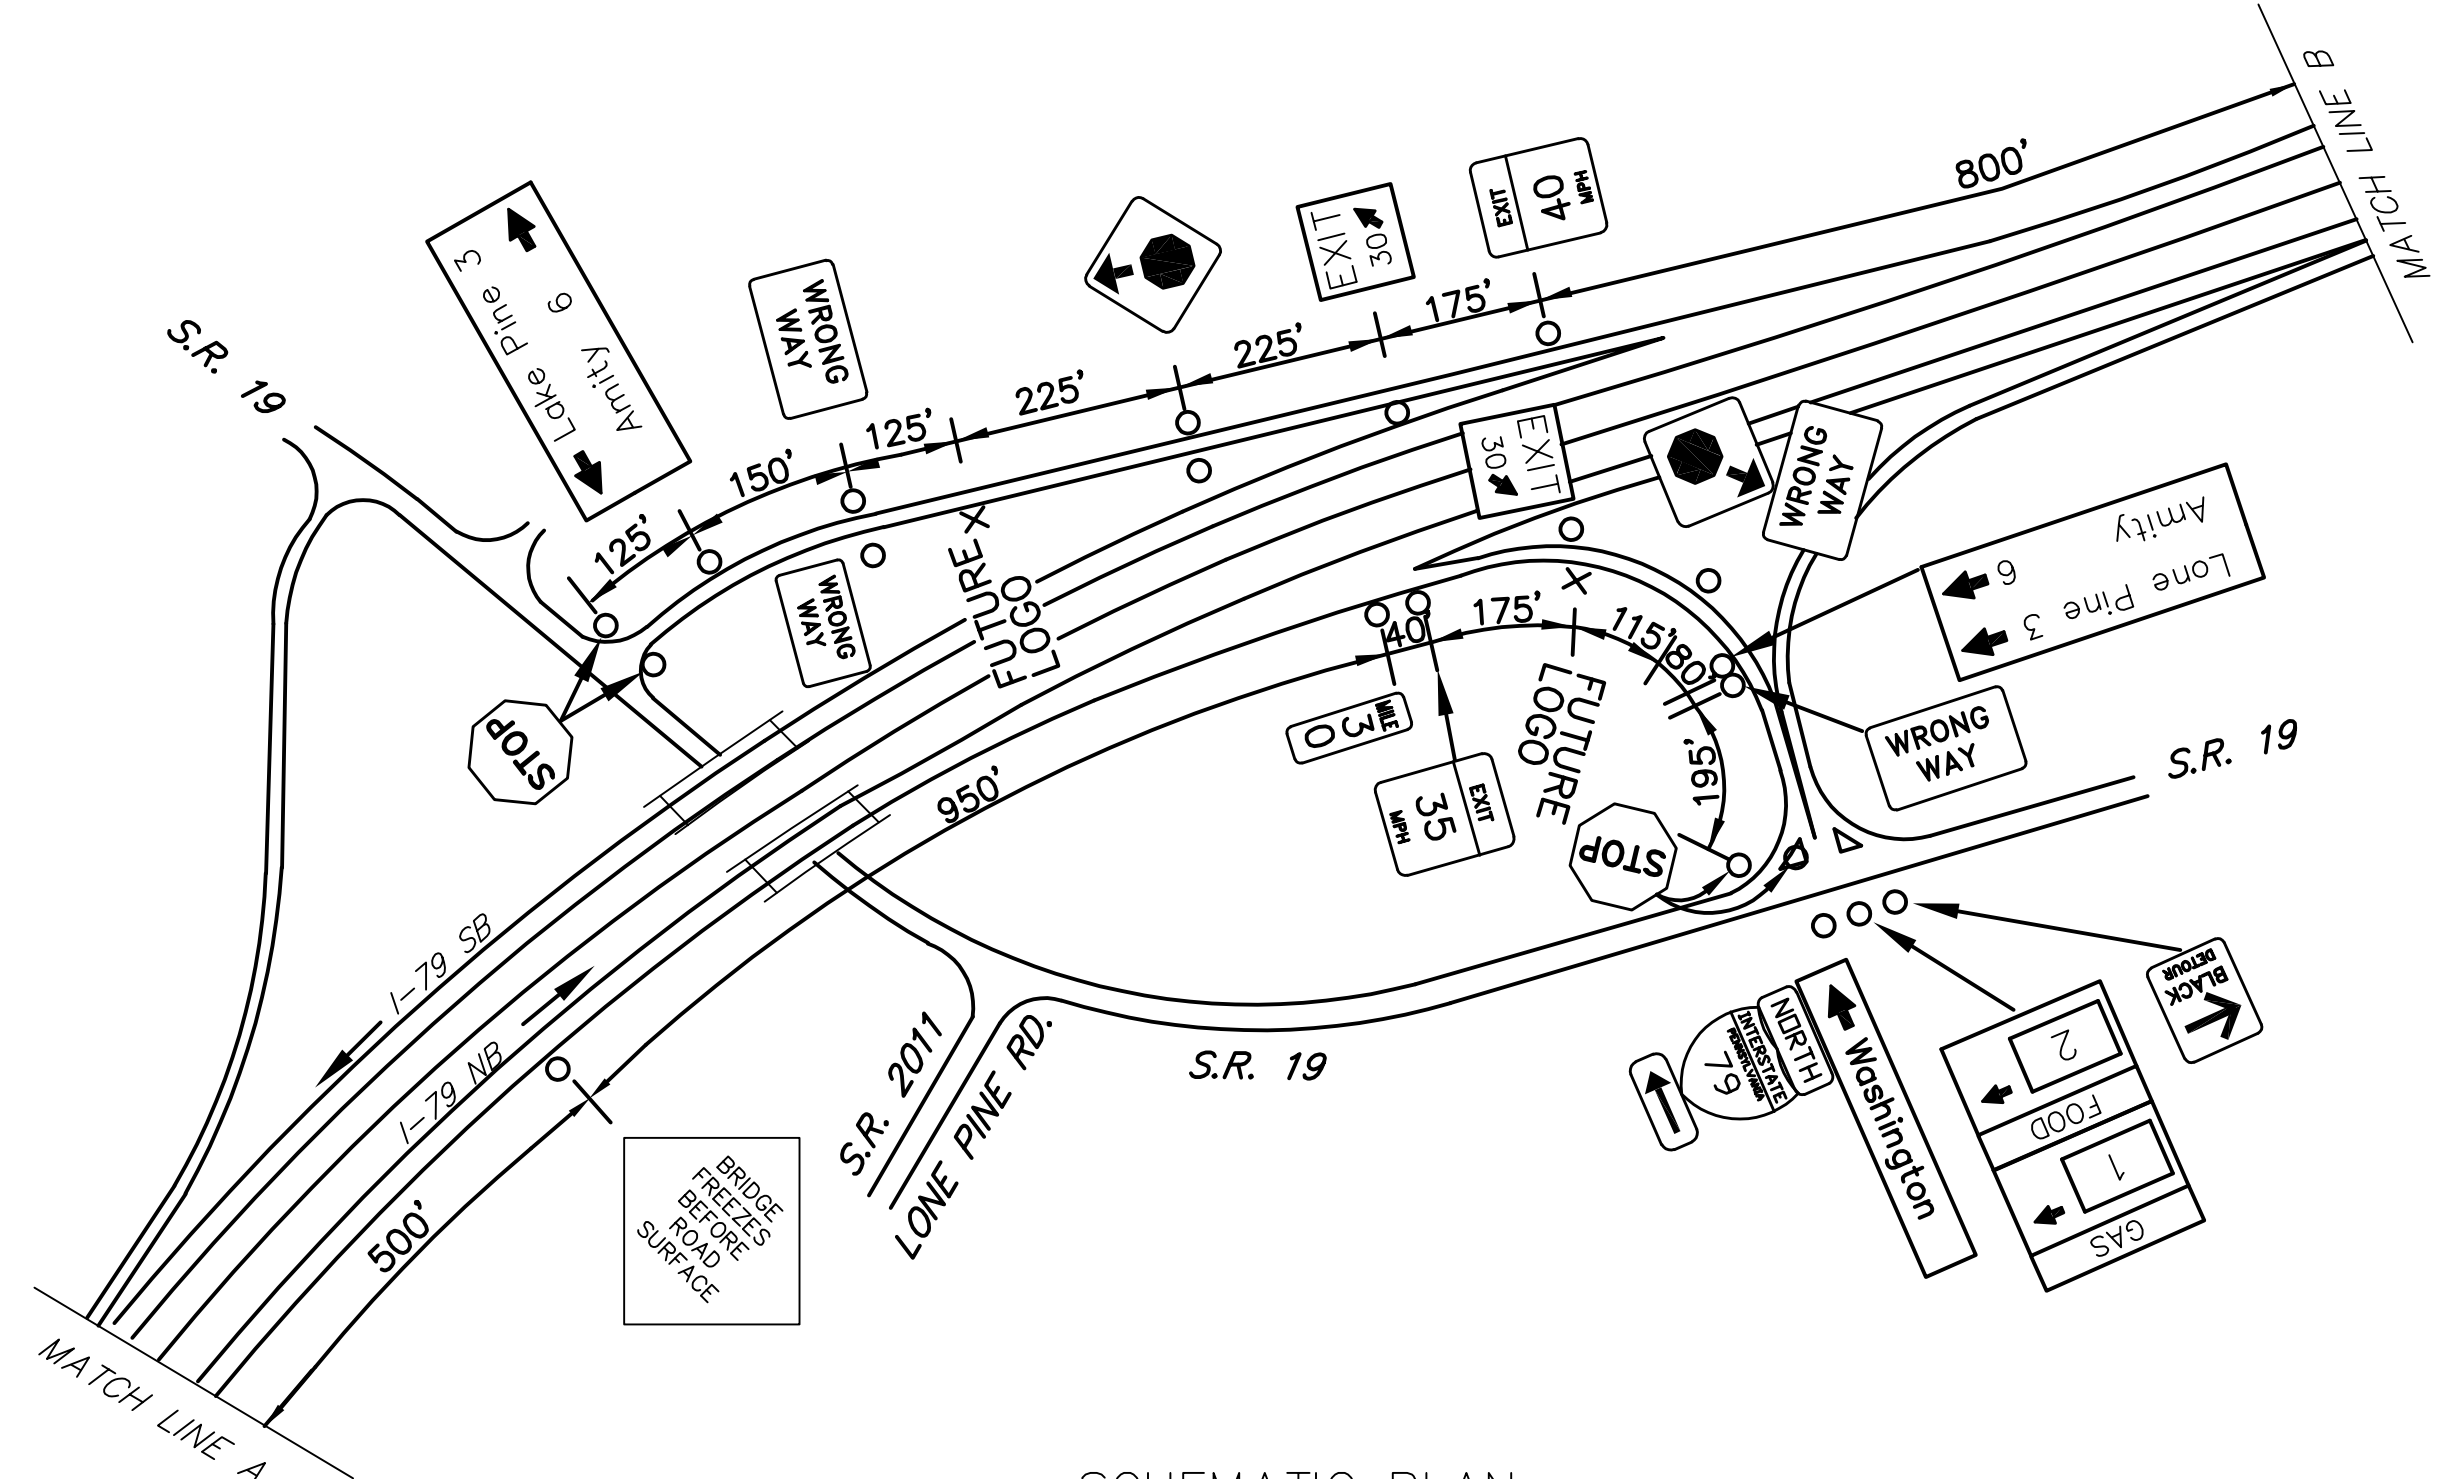 MATCH LINE B
800'
EXIT
40
MPH
EXIT
30
175'
225'
225'
125'
150'
125'
WRONG
WAY
Lake Pine 3
Amity 6
S.R. 19
STOP
WRONG
WAY
FUTURE X
LOGO
EXIT
30
WRONG
WAY
Amity 6
Lone Pine 3
X
40'
175'
115'
80'
195'
MILE
30
FUTURE
LOGO
EXIT
35
MPH
STOP
WRONG
WAY
S.R. 19
950'
I-79 SB
I-79 NB
500'
BRIDGE
FREEZES
BEFORE
ROAD
SURFACE
S.R. 2011
LONE PINE RD.
S.R. 19
NORTH
INTERSTATE
PENNSYLVANIA
79
Washington
2
FOOD
1
GAS
BLACK
DETOUR
MATCH LINE A
SCHEMATIC PLAN